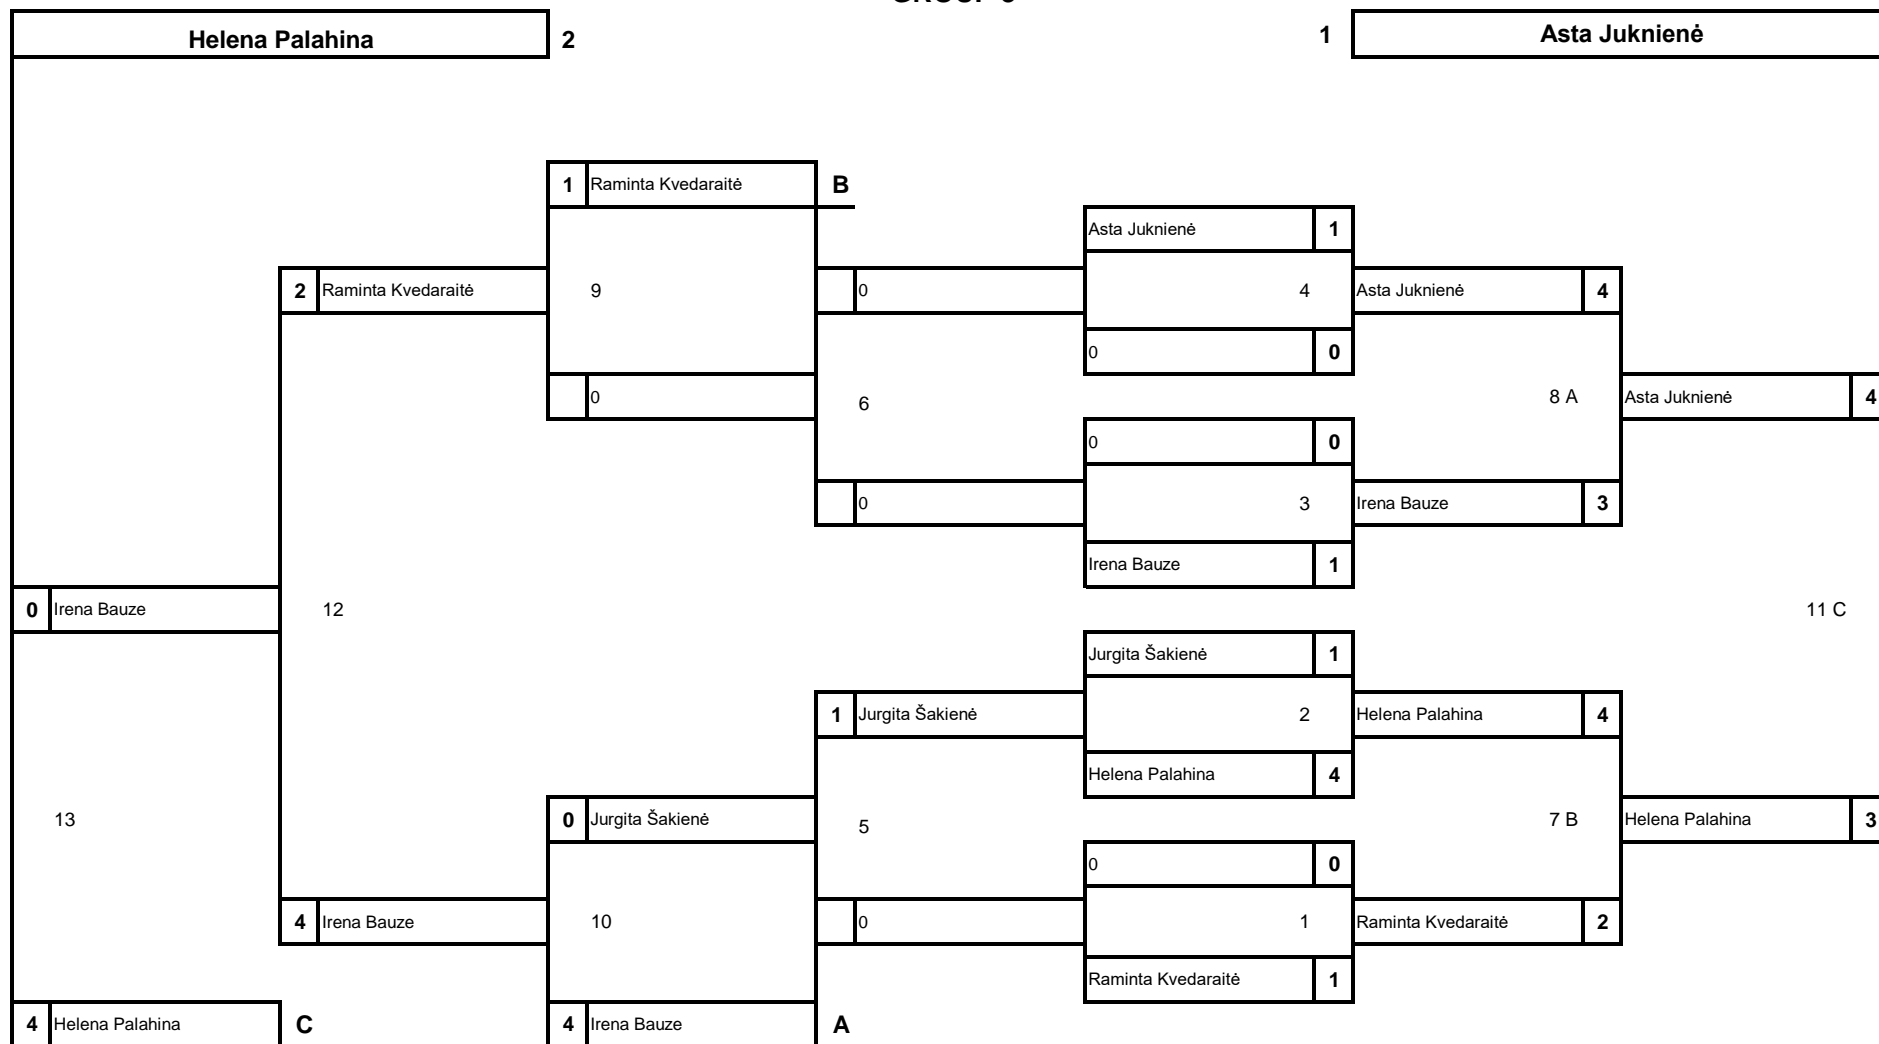 Helena Palahina 2 1 Asta Juknienė
1 Raminta Kvedaraitė B
Asta Juknienė 1
2 Raminta Kvedaraitė 9 0 4 Asta Juknienė 4
0 0
0 6 8 A Asta Juknienė 4
0 0
0 3 Irena Bauze 3
Irena Bauze 1
0 Irena Bauze 12 11 C
Jurgita Šakienė 1
1 Jurgita Šakienė 2 Helena Palahina 4
Helena Palahina 4
13 0 Jurgita Šakienė 5 7 B Helena Palahina 3
0 0
4 Irena Bauze 10 0 1 Raminta Kvedaraitė 2
Raminta Kvedaraitė 1
4 Helena Palahina C 4 Irena Bauze A